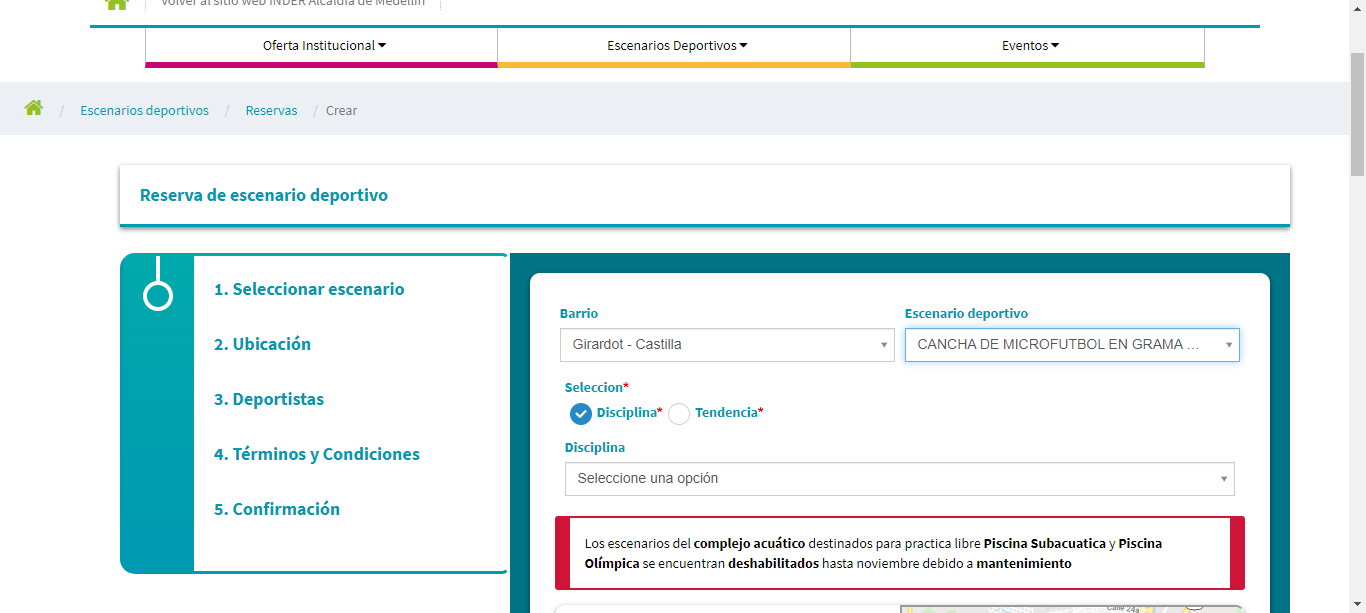 Volver al sitio web INDER Alcaldía de Medellín
Oferta Institucional
Escenarios Deportivos
Eventos
/ Escenarios deportivos / Reservas / Crear
Reserva de escenario deportivo
1. Seleccionar escenario
2. Ubicación
3. Deportistas
4. Términos y Condiciones
5. Confirmación
Barrio
Girardot - Castilla
Escenario deportivo
CANCHA DE MICROFUTBOL EN GRAMA ...
Seleccion*
Disciplina* Tendencia*
Disciplina
Seleccione una opción
Los escenarios del complejo acuático destinados para practica libre Piscina Subacuatica y Piscina
Olímpica se encuentran deshabilitados hasta noviembre debido a mantenimiento
Calle 24a